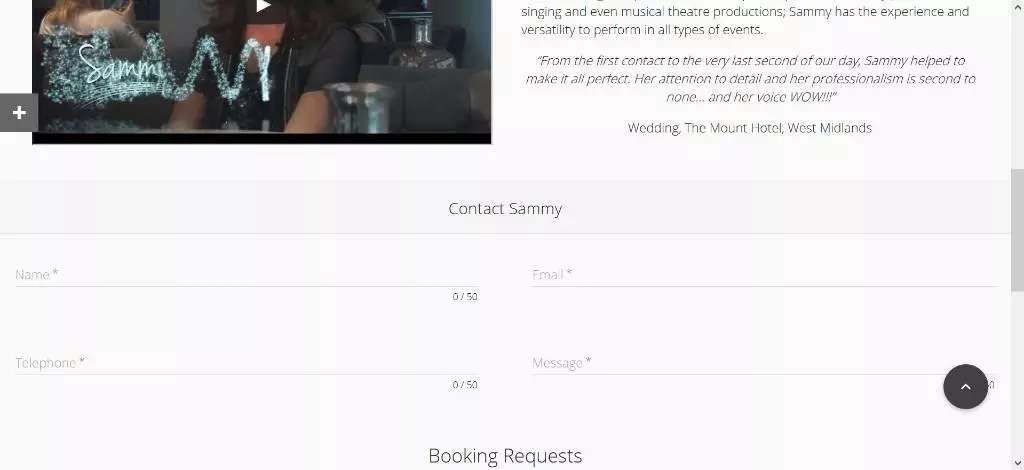 singing and even musical theatre productions; Sammy has the experience and
versatility to perform in all types of events.
“From the first contact to the very last second of our day, Sammy helped to
make it all perfect. Her attention to detail and her professionalism is second to
none... and her voice WOW!!!”
Wedding, The Mount Hotel, West Midlands
Sammy
+
Contact Sammy
Name *
0 / 50
Email *
Telephone *
0 / 50
Message *
Booking Requests